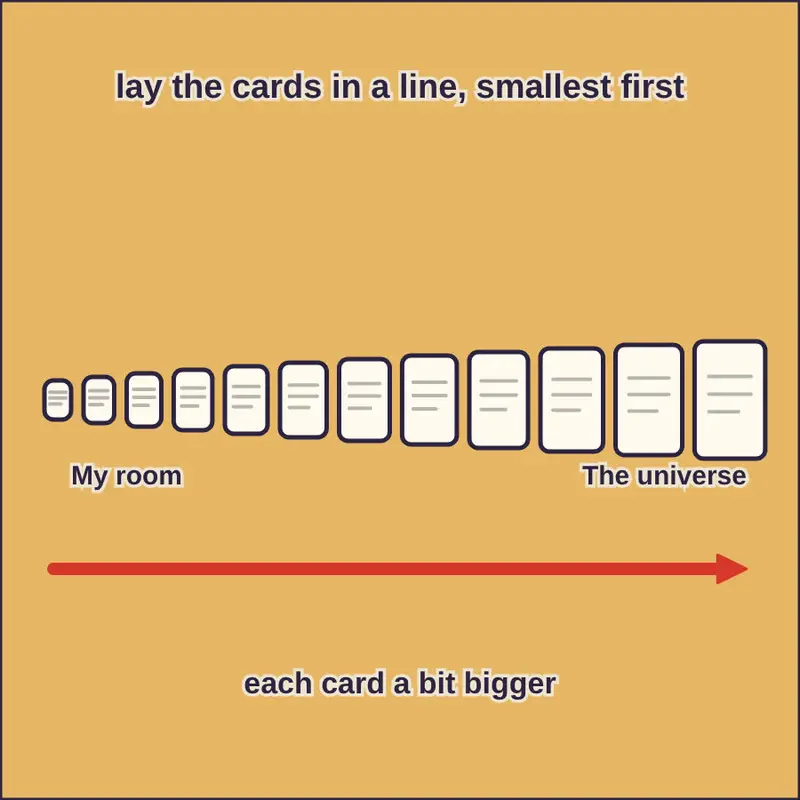 lay the cards in a line, smallest first
My room
The universe
each card a bit bigger